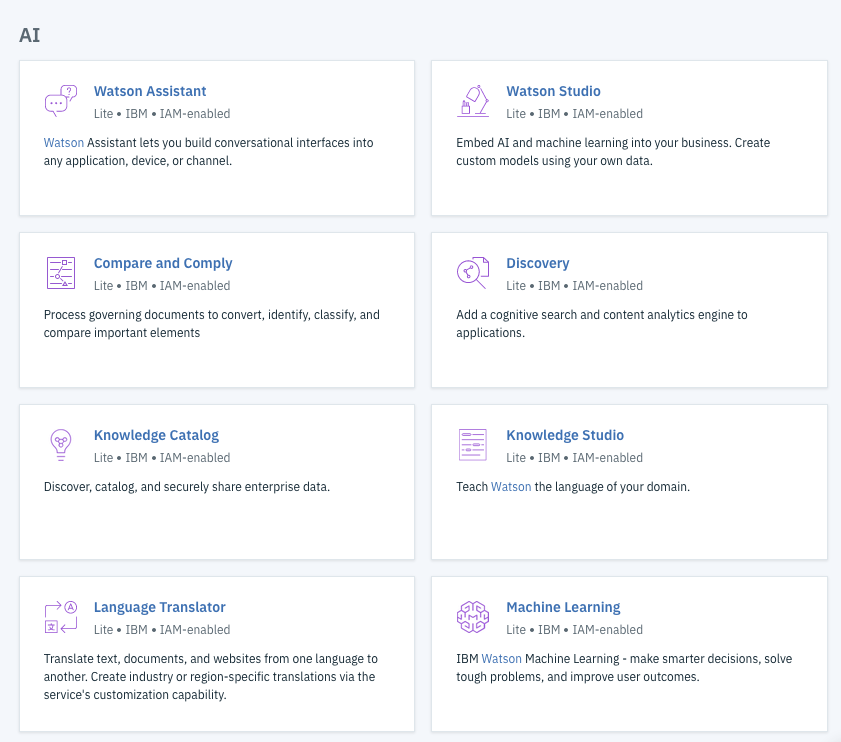 AI
Watson Assistant
Lite • IBM • IAM-enabled
Watson Assistant lets you build conversational interfaces into
any application, device, or channel.
Watson Studio
Lite • IBM • IAM-enabled
Embed AI and machine learning into your business. Create
custom models using your own data.
Compare and Comply
Lite • IBM • IAM-enabled
Process governing documents to convert, identify, classify, and
compare important elements
Discovery
Lite • IBM • IAM-enabled
Add a cognitive search and content analytics engine to
applications.
Knowledge Catalog
Lite • IBM • IAM-enabled
Discover, catalog, and securely share enterprise data.
Knowledge Studio
Lite • IBM • IAM-enabled
Teach Watson the language of your domain.
A
文
Language Translator
Lite • IBM • IAM-enabled
Translate text, documents, and websites from one language to
another. Create industry or region-specific translations via the
service's customization capability.
Machine Learning
Lite • IBM • IAM-enabled
IBM Watson Machine Learning - make smarter decisions, solve
tough problems, and improve user outcomes.